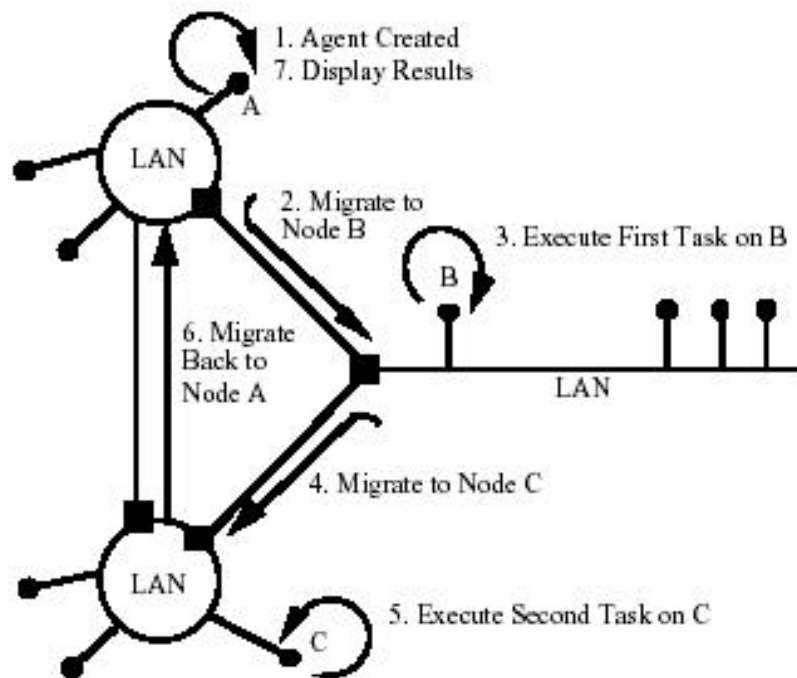 1. Agent Created
7. Display Results
A
LAN
2. Migrate to
Node B
3. Execute First Task on B
B
6. Migrate
Back to
Node A
LAN
4. Migrate to Node C
LAN
5. Execute Second Task on C
C